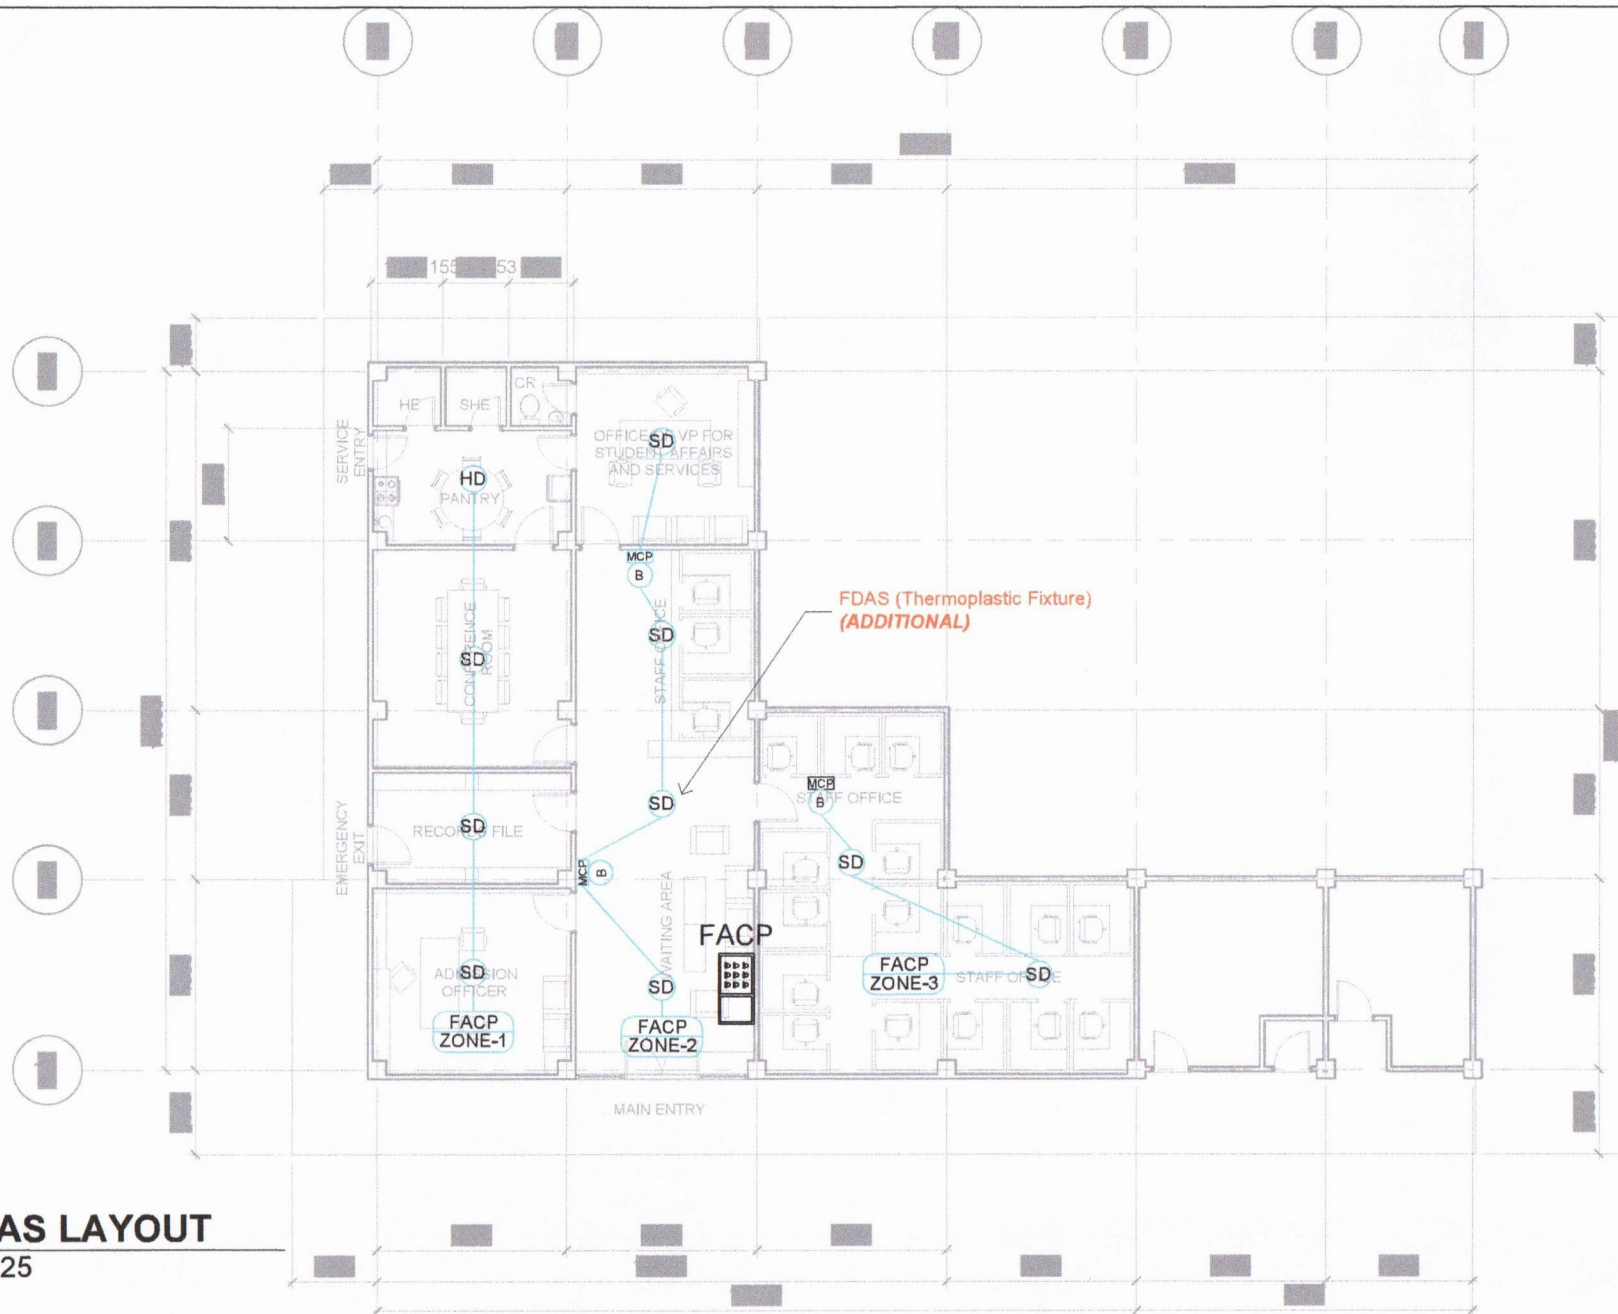 155
53
HE
SHE
CR
SERVICE
ENTRY
OFFICE VP FOR
STUDENT AFFAIRS
AND SERVICES
SD
HD
PANTRY
MCP
B
SD
STAFF OFFICE
CONFERENCE
ROOM
SD
FDAS (Thermoplastic Fixture)
(ADDITIONAL)
SD
MCP
B
STAFF OFFICE
EMERGENCY
EXIT
RECORDS FILE
SD
MCP
B
SD
WAITING AREA
FACP
ADMISSION
OFFICER
SD
SD
FACP
ZONE-3
STAFF OFFICE
SD
FACP
ZONE-1
FACP
ZONE-2
MAIN ENTRY
AS LAYOUT
25